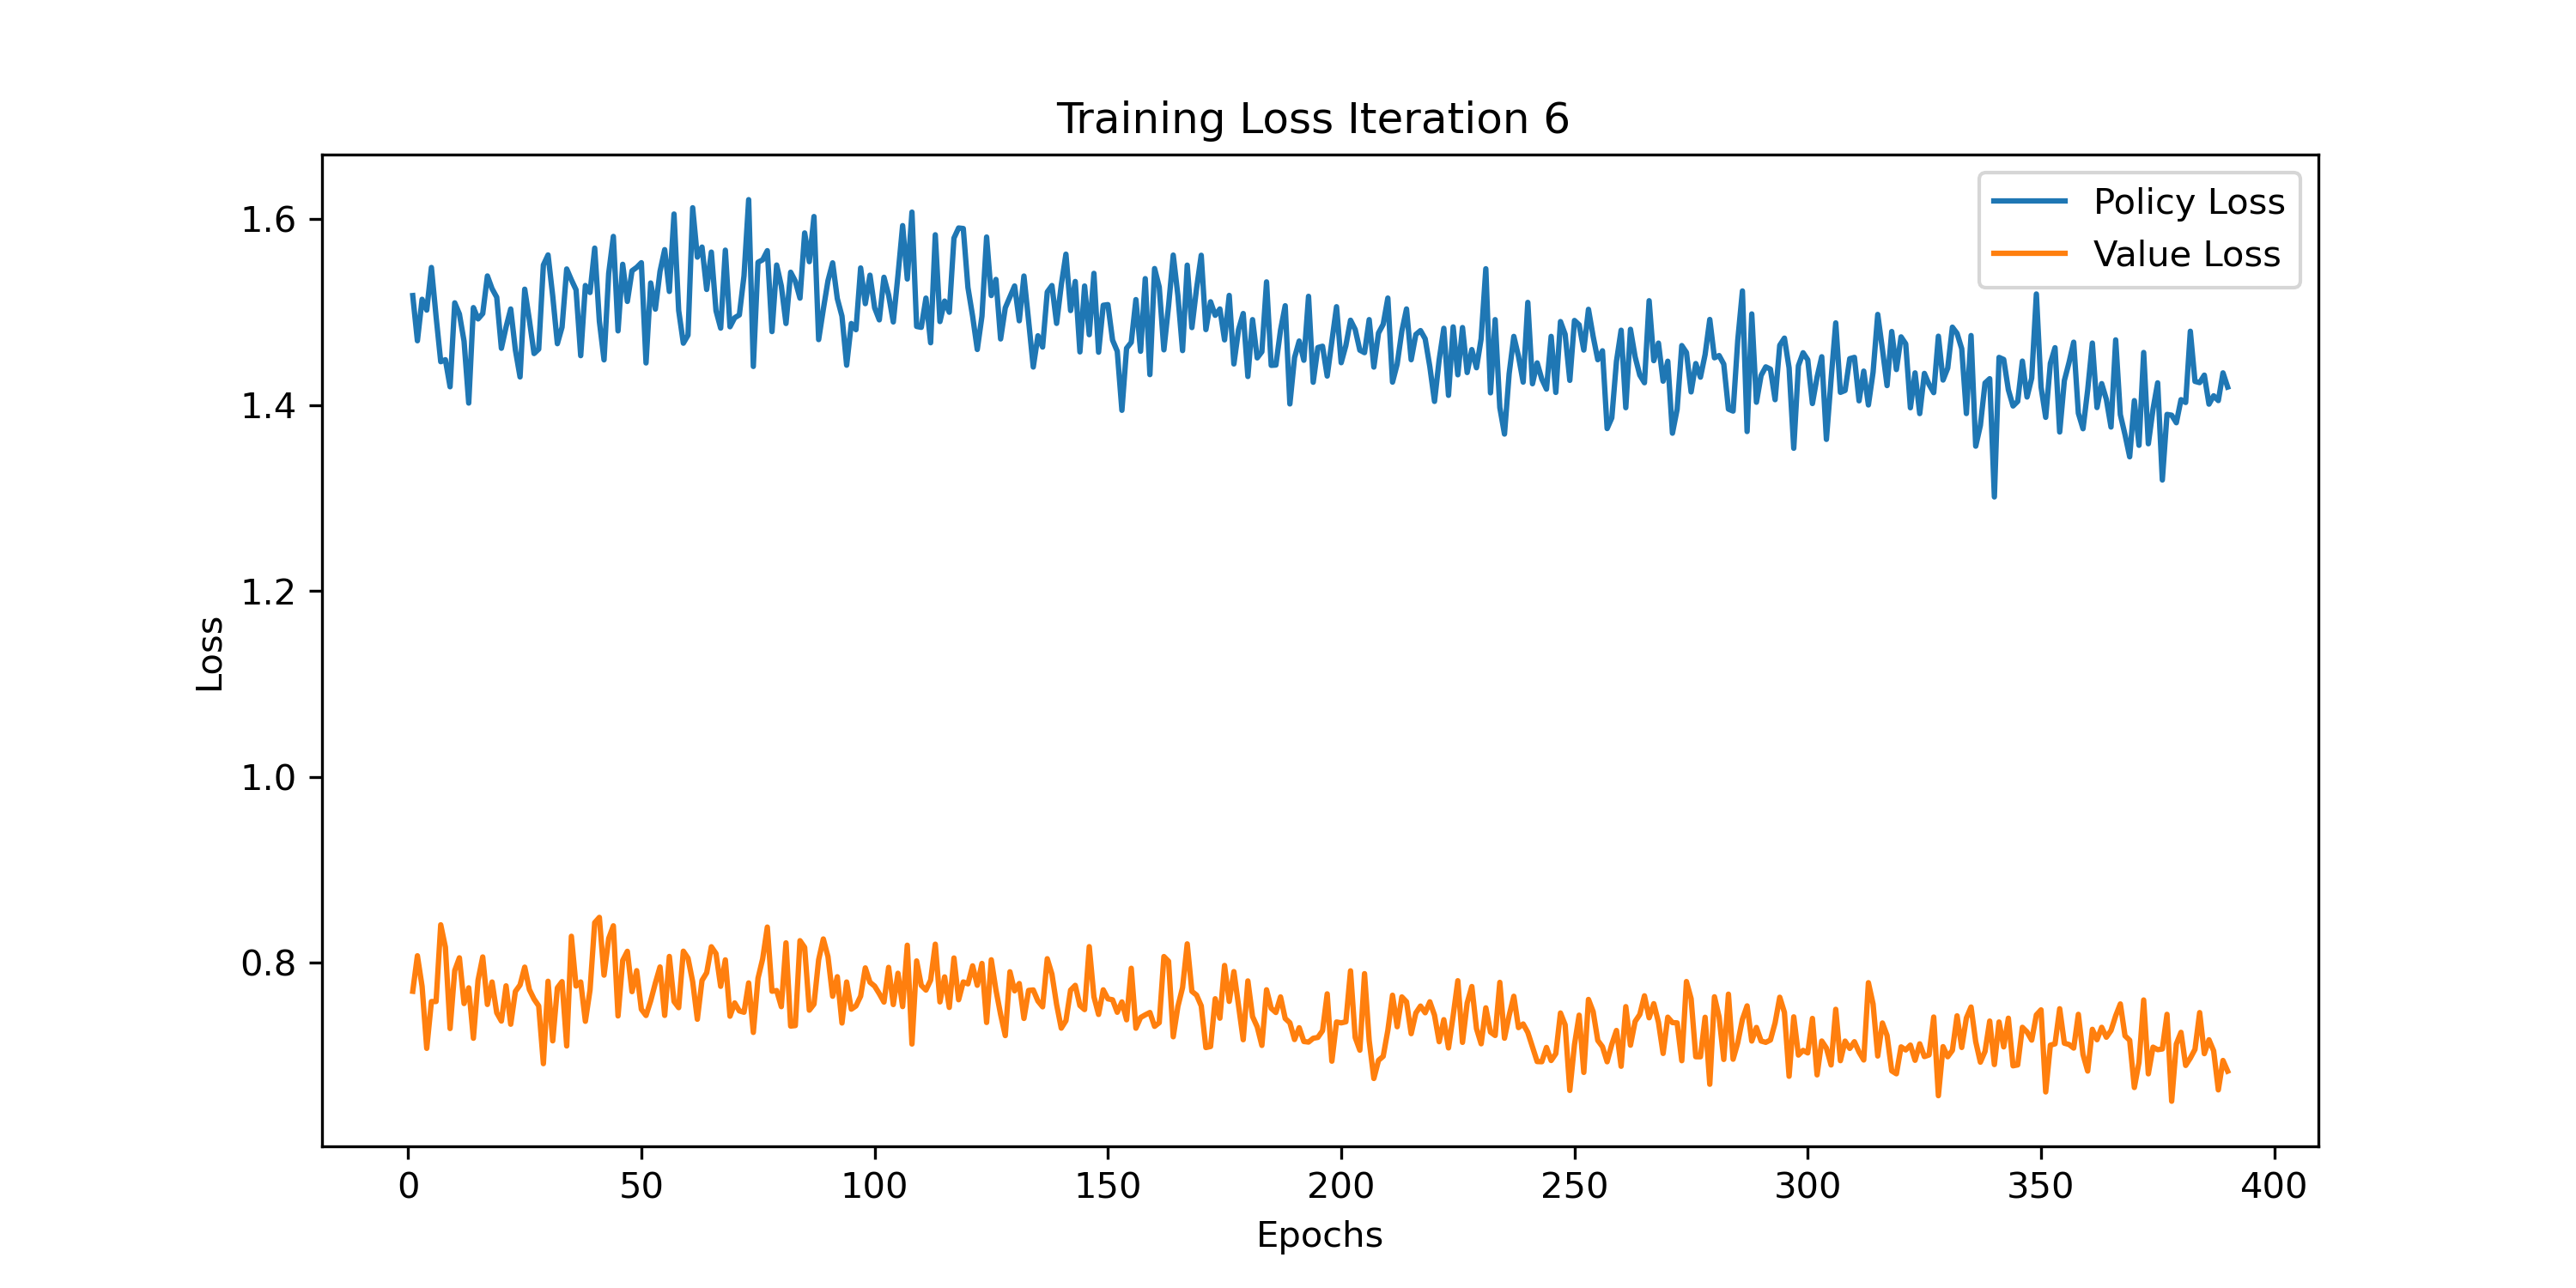 Training Loss Iteration 6
Policy Loss
Value Loss
1.6
1.4
1.2
1.0
0.8
Loss
0 50 100 150 200 250 300 350 400
Epochs